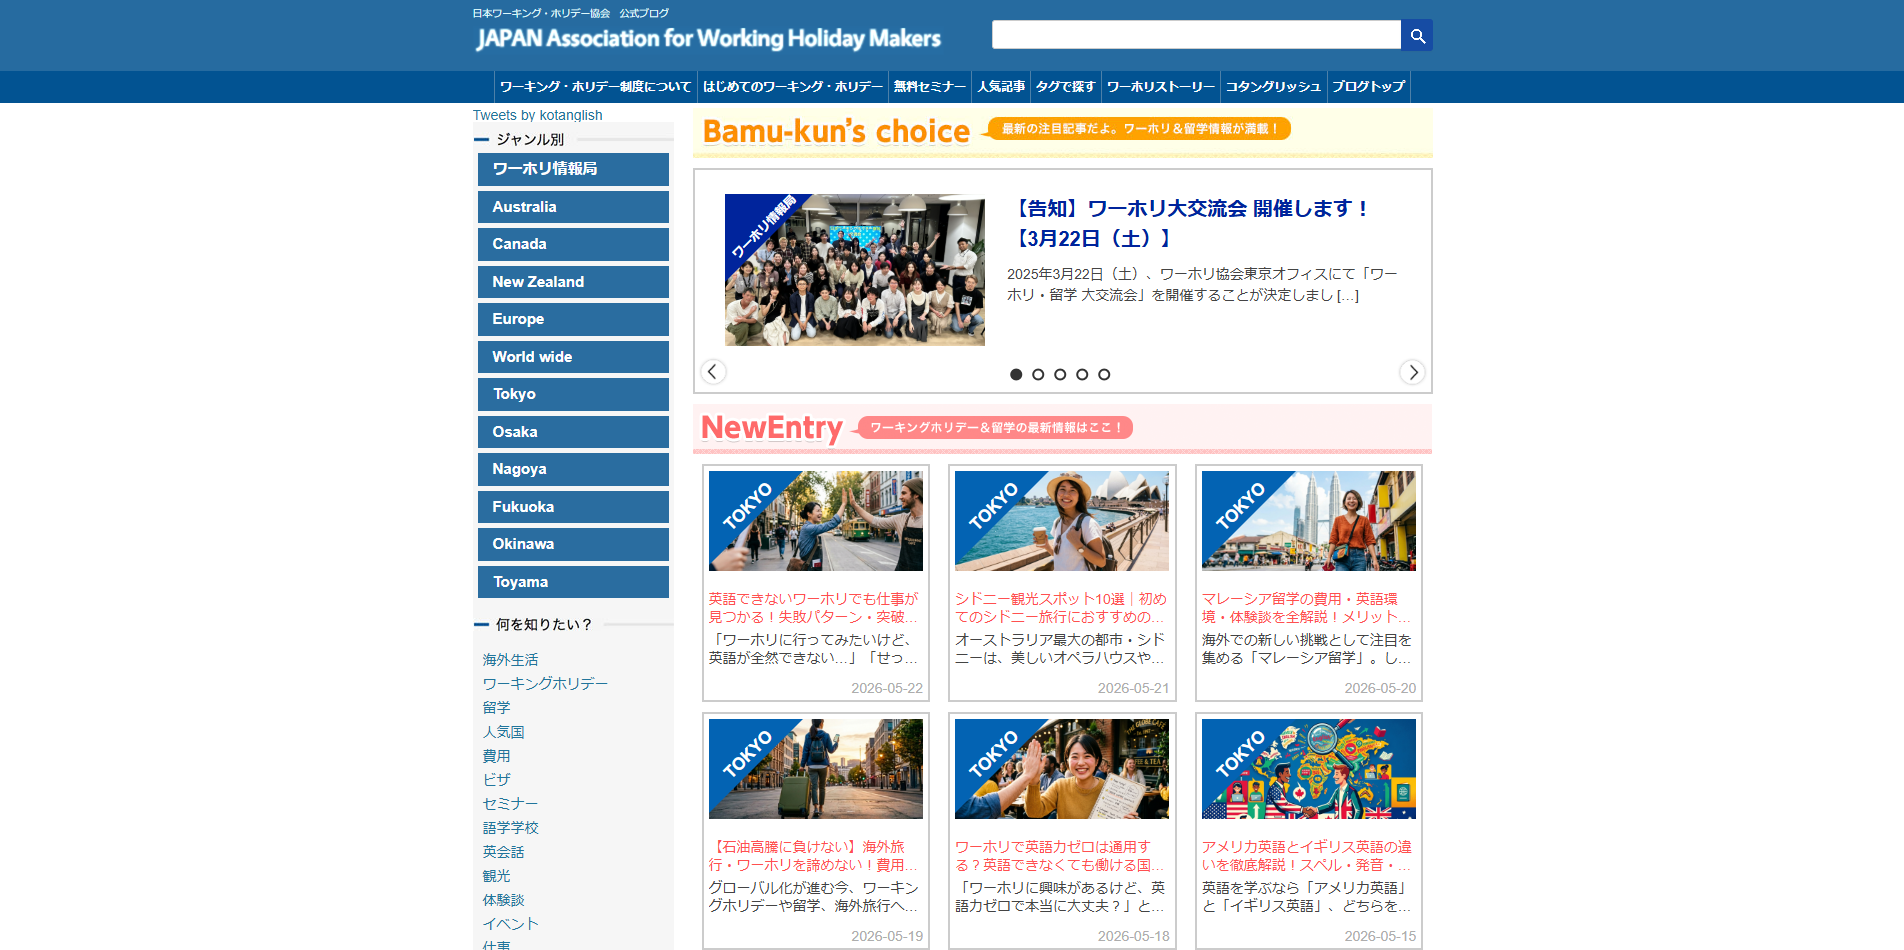 日本ワーキング・ホリデー協会　公式ブログ
JAPAN Association for Working Holiday Makers
ワーキング・ホリデー制度について
はじめてのワーキング・ホリデー
無料セミナー
人気記事
タグで探す
ワーホリストーリー
コタングリッシュ
ブログトップ
Tweets by kotanglish
ジャンル別
ワーホリ情報局
Australia
Canada
New Zealand
Europe
World wide
Tokyo
Osaka
Nagoya
Fukuoka
Okinawa
Toyama
何を知りたい？
海外生活
ワーキングホリデー
留学
人気国
費用
ビザ
セミナー
語学学校
英会話
観光
体験談
イベント
仕事
Bamu-kun's choice
最新の注目記事だよ。ワーホリ＆留学情報が満載！
ワーホリ情報局
【告知】ワーホリ大交流会 開催します！
【3月22日（土）】
2025年3月22日（土）、ワーホリ協会東京オフィスにて「ワー
ホリ・留学 大交流会」を開催することが決定しまし […]
NewEntry
ワーキングホリデー＆留学の最新情報はここ！
TOKYO
英語できないワーホリでも仕事が
見つかる！失敗パターン・突破…
「ワーホリに行ってみたいけど、
英語が全然できない…」「せっ…
2026-05-22
TOKYO
シドニー観光スポット10選｜初め
てのシドニー旅行におすすめの…
オーストラリア最大の都市・シド
ニーは、美しいオペラハウスや…
2026-05-21
TOKYO
マレーシア留学の費用・英語環
境・体験談を全解説！メリット…
海外での新しい挑戦として注目を
集める「マレーシア留学」。し…
2026-05-20
TOKYO
【石油高騰に負けない】海外旅
行・ワーホリを諦めない！費用…
グローバル化が進む今、ワーキン
グホリデーや留学、海外旅行へ…
2026-05-19
TOKYO
ワーホリで英語力ゼロは通用す
る？英語できなくても働ける国…
「ワーホリに興味があるけど、英
語力ゼロで本当に大丈夫？」と…
2026-05-18
TOKYO
アメリカ英語とイギリス英語の違
いを徹底解説！スペル・発音・…
英語を学ぶなら「アメリカ英語」
と「イギリス英語」、どちらを…
2026-05-15